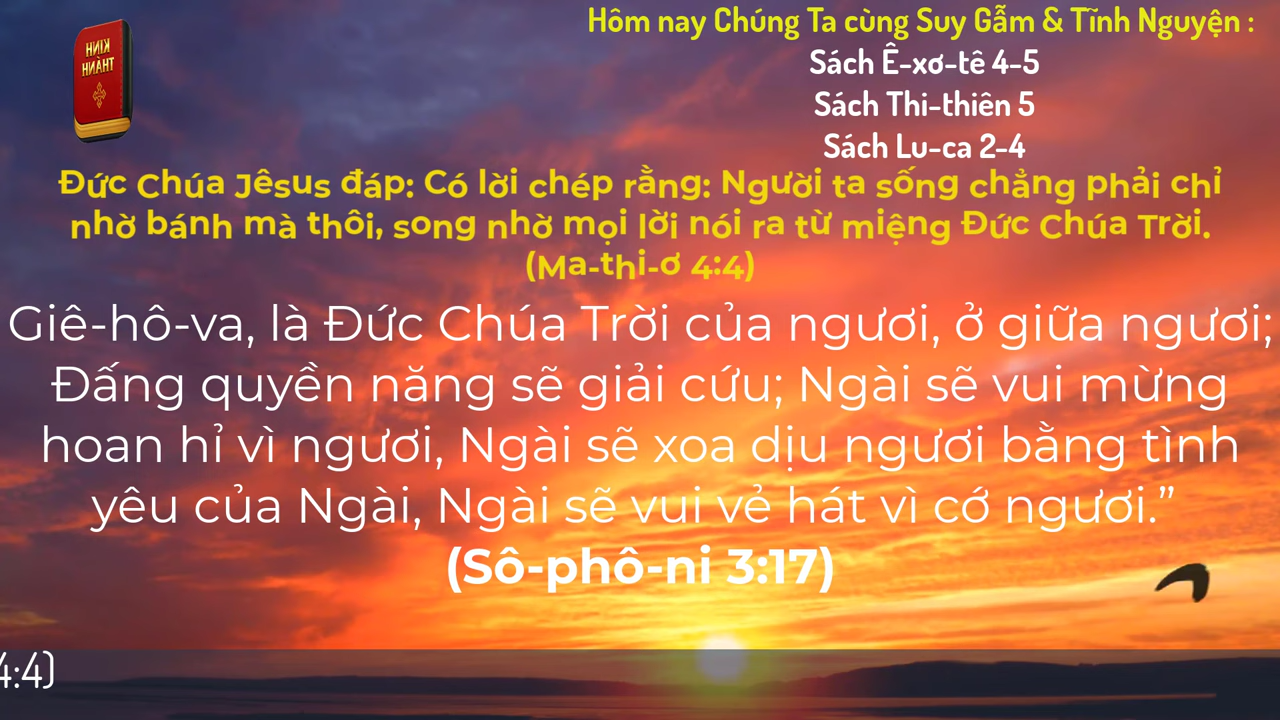 Hôm nay Chúng Ta cùng Suy Gẫm & Tĩnh Nguyện :
Sách Ê-xơ-tê 4-5
Sách Thi-thiên 5
Sách Lu-ca 2-4
KINH
THÁNH
Đức Chúa Jêsus đáp: Có lời chép rằng: Người ta sống chẳng phải chỉ
nhờ bánh mà thôi, song nhờ mọi lời nói ra từ miệng Đức Chúa Trời.
(Ma-thi-ơ 4:4)
Giê-hô-va, là Đức Chúa Trời của ngươi, ở giữa ngươi;
Đấng quyền năng sẽ giải cứu; Ngài sẽ vui mừng
hoan hỉ vì ngươi, Ngài sẽ xoa dịu ngươi bằng tình
yêu của Ngài, Ngài sẽ vui vẻ hát vì cớ ngươi.”
(Sô-phô-ni 3:17)
4:4)